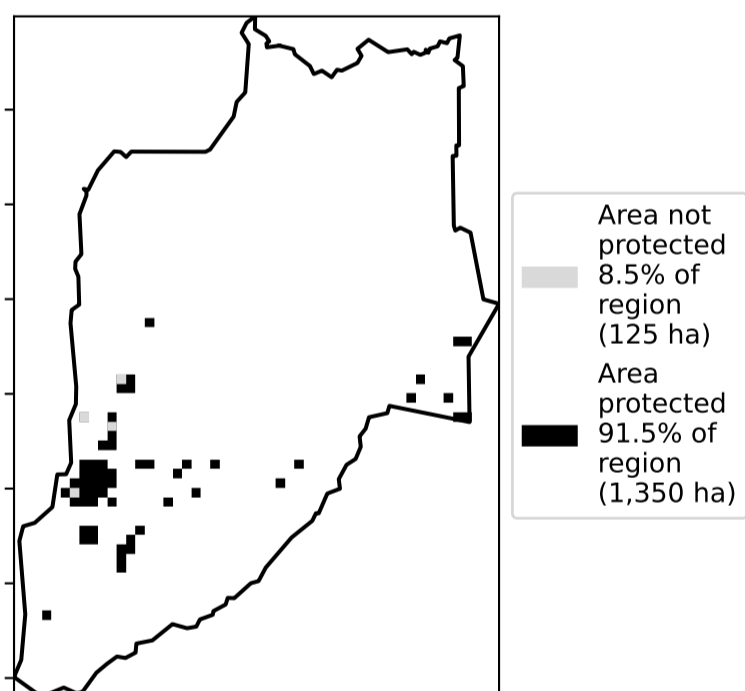 Area not
protected
8.5% of
region
(125 ha)
Area
protected
91.5% of
region
(1,350 ha)